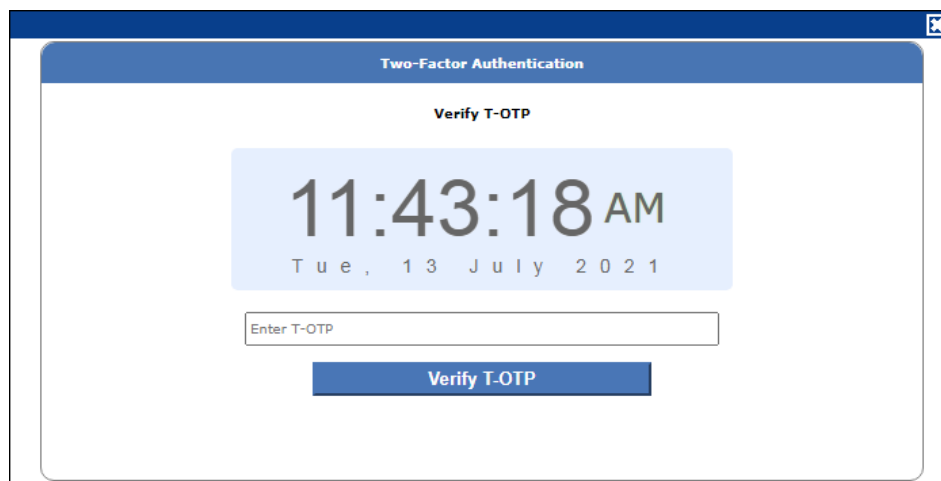 Two-Factor Authentication
Verify T-OTP
11:43:18 AM
Tue, 13 July 2021
Enter T-OTP
Verify T-OTP